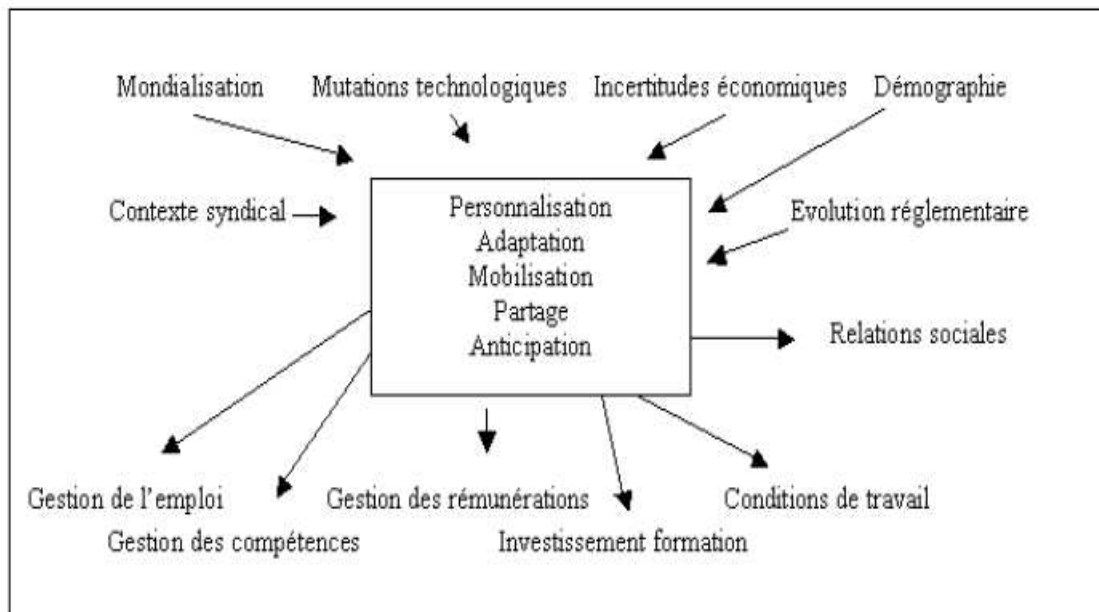 Mondialisation
Mutations technologiques
Incertitudes économiques
Démographie
Contexte syndical
Personnalisation
Adaptation
Mobilisation
Partage
Anticipation
Evolution réglementaire
Relations sociales
Gestion de l'emploi
Gestion des rémunérations
Conditions de travail
Gestion des compétences
Investissement formation